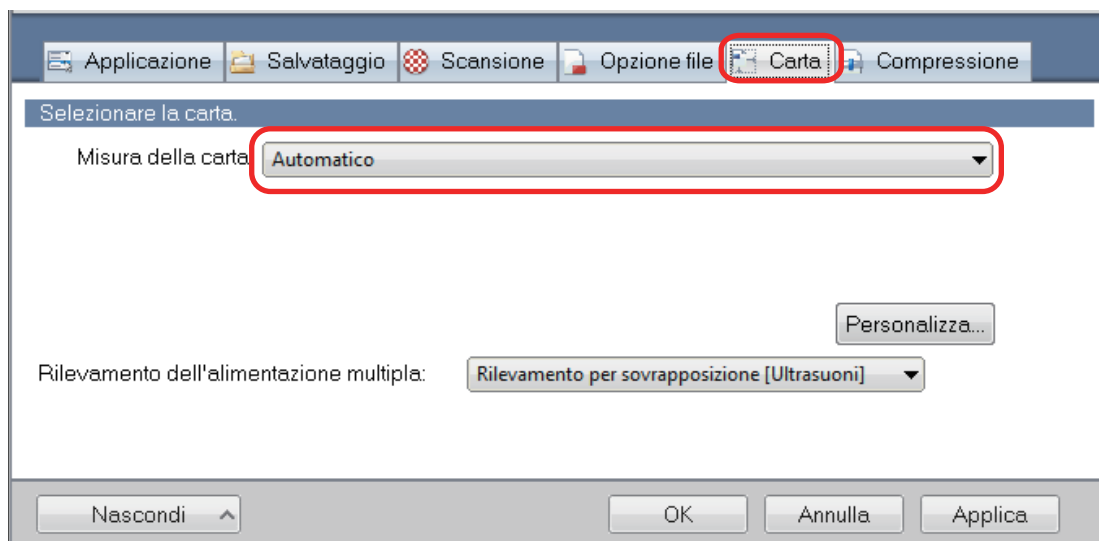 Applicazione Salvataggio Scansione Opzione file Carta Compressione
Selezionare la carta.
Misura della carta Automatico
Personalizza...
Rilevamento dell'alimentazione multipla: Rilevamento per sovrapposizione [Ultrasuoni]
Nascondi OK Annulla Applica